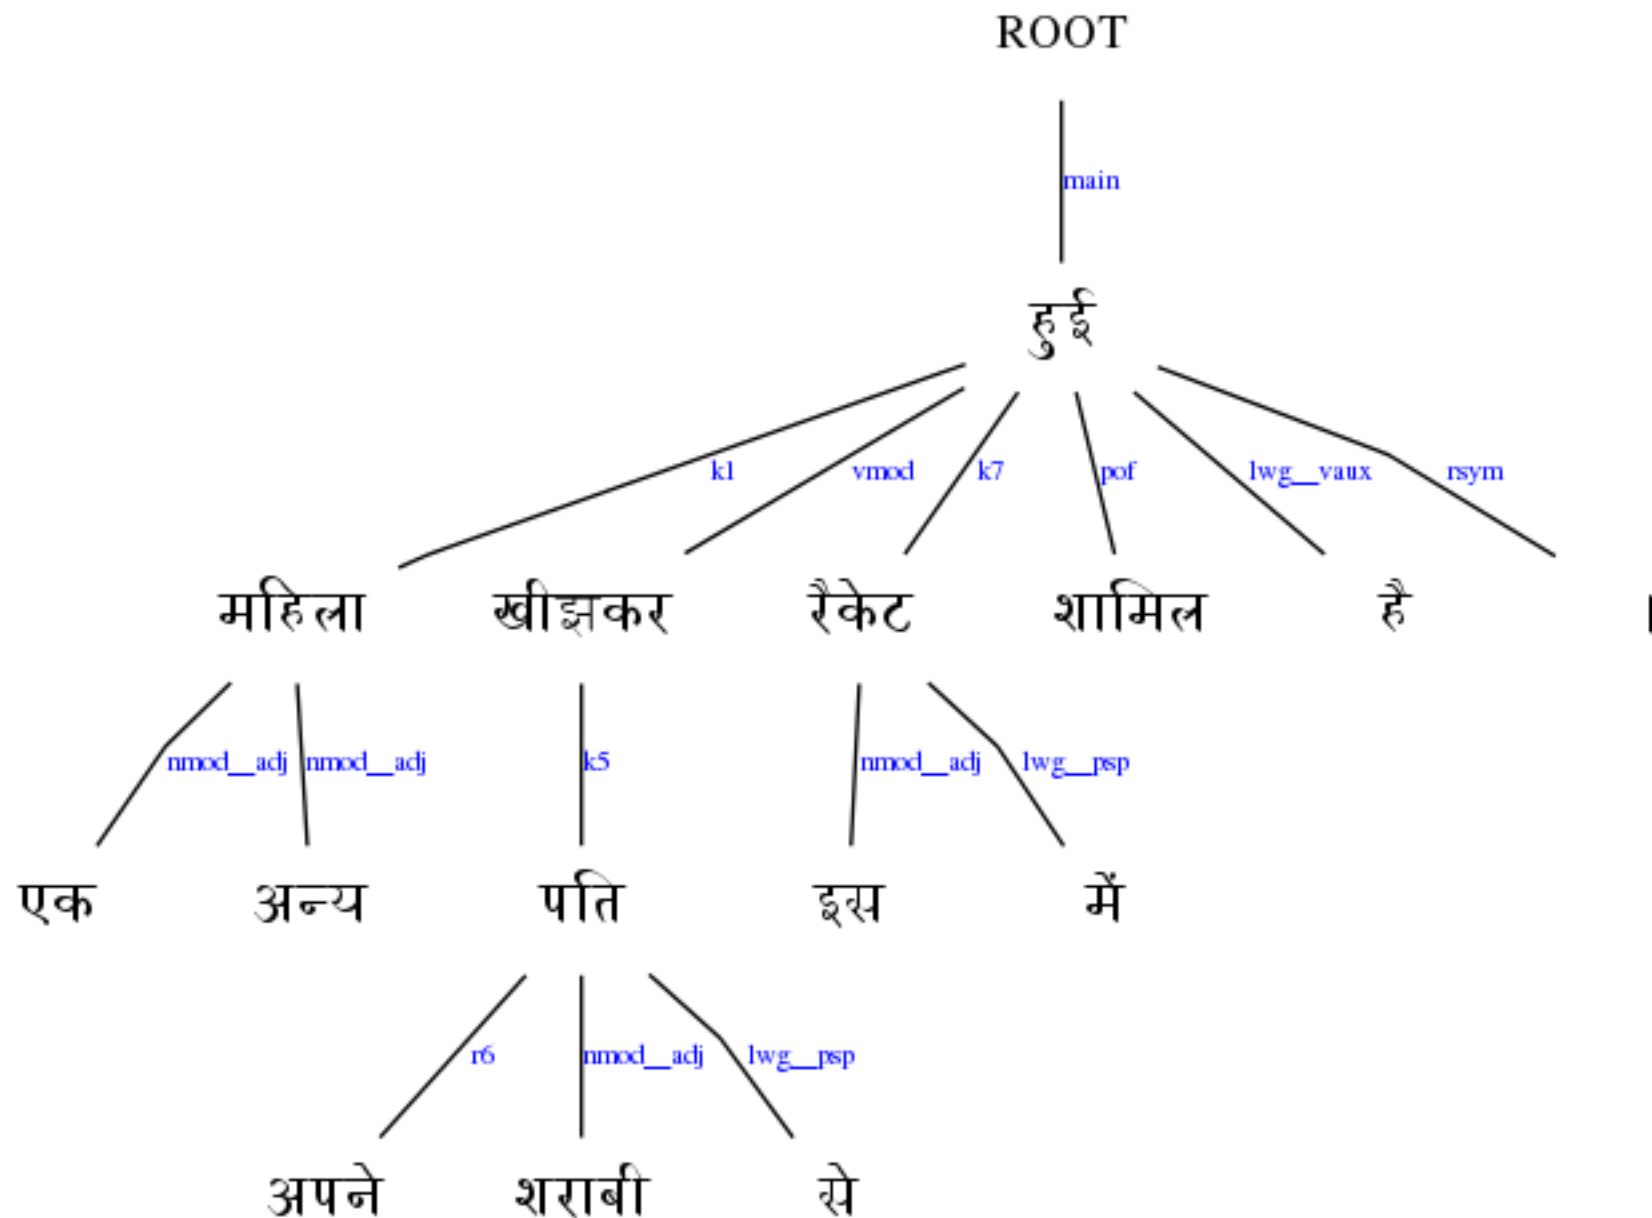 ROOT
main
हुई
k1 vmod k7 pof lwg__vaux rsym
महिला खीझकर रैकेट शामिल है ।
nmod__adj nmod__adj k5 nmod__adj lwg__psp
एक अन्य पति इस में
r6 nmod__adj lwg__psp
अपने शराबी से